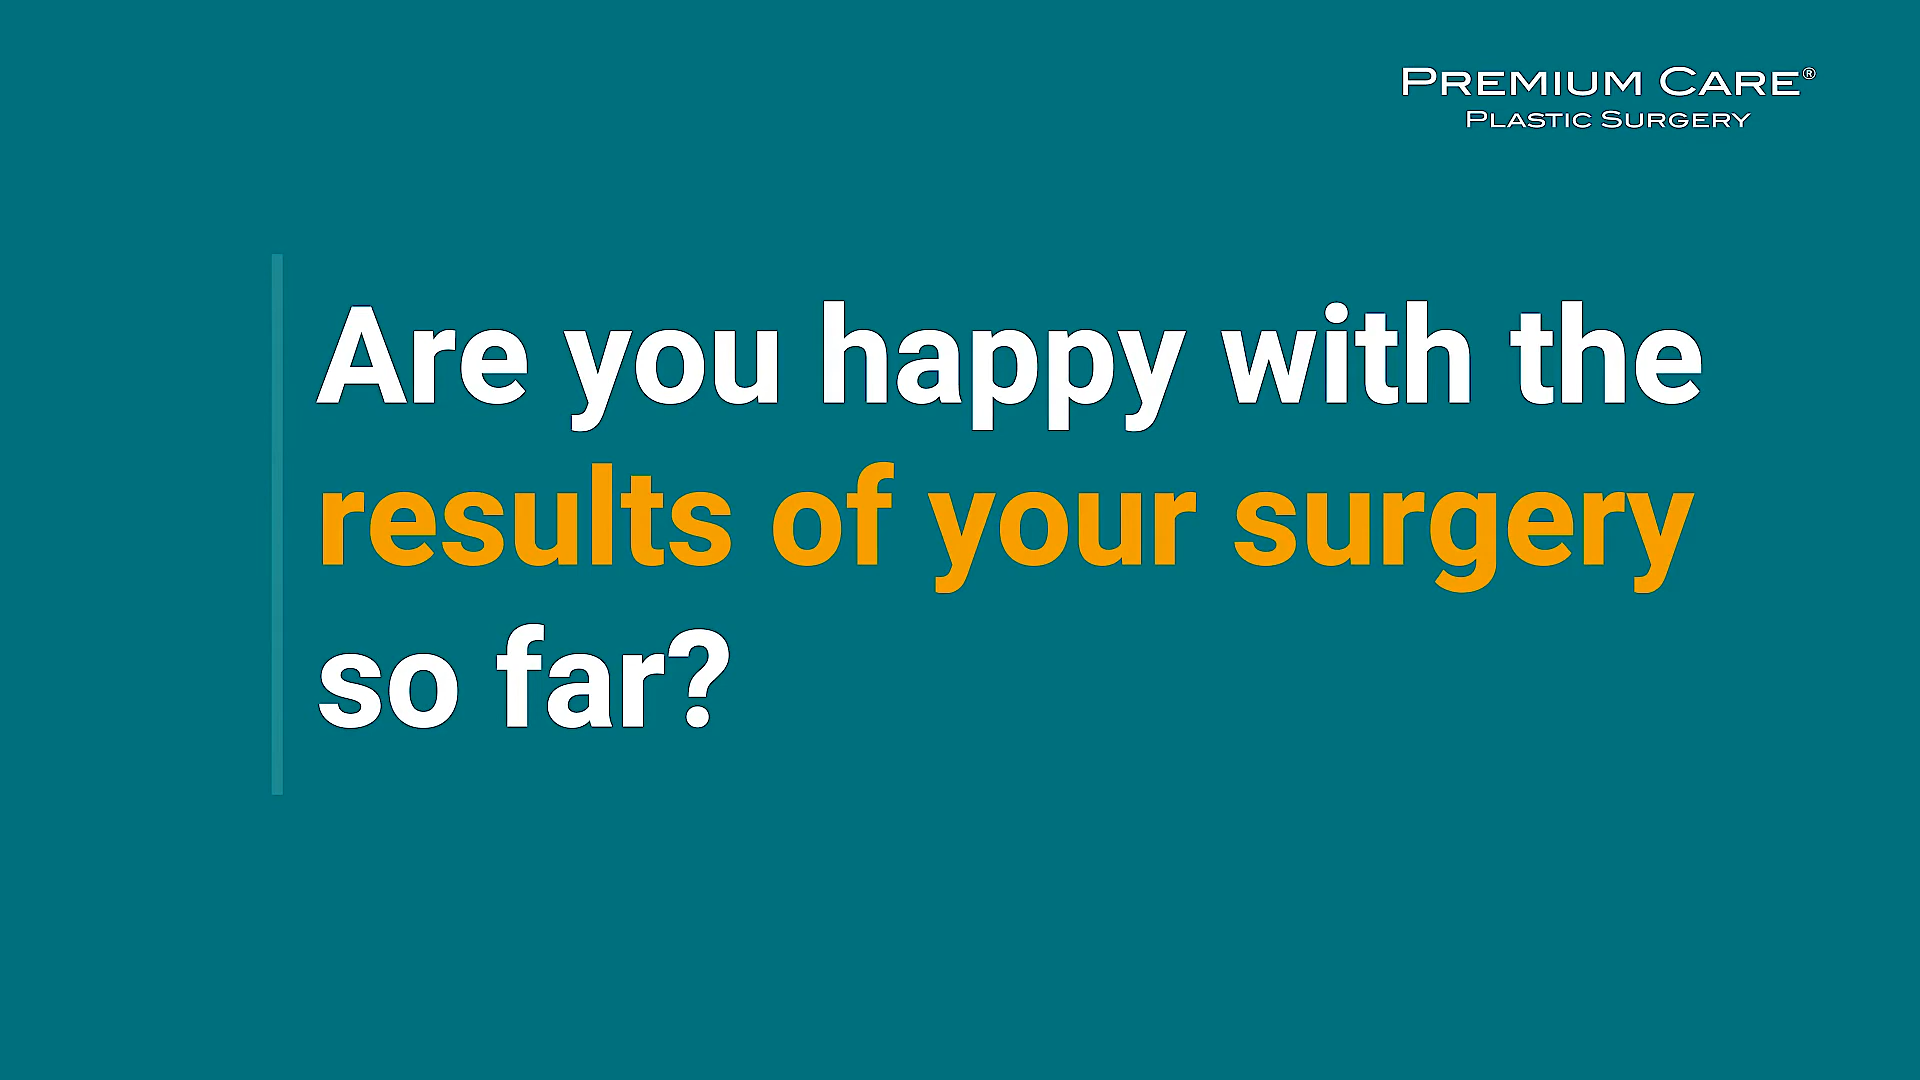 PREMIUM CARE®
PLASTIC SURGERY
Are you happy with the
results of your surgery
so far?